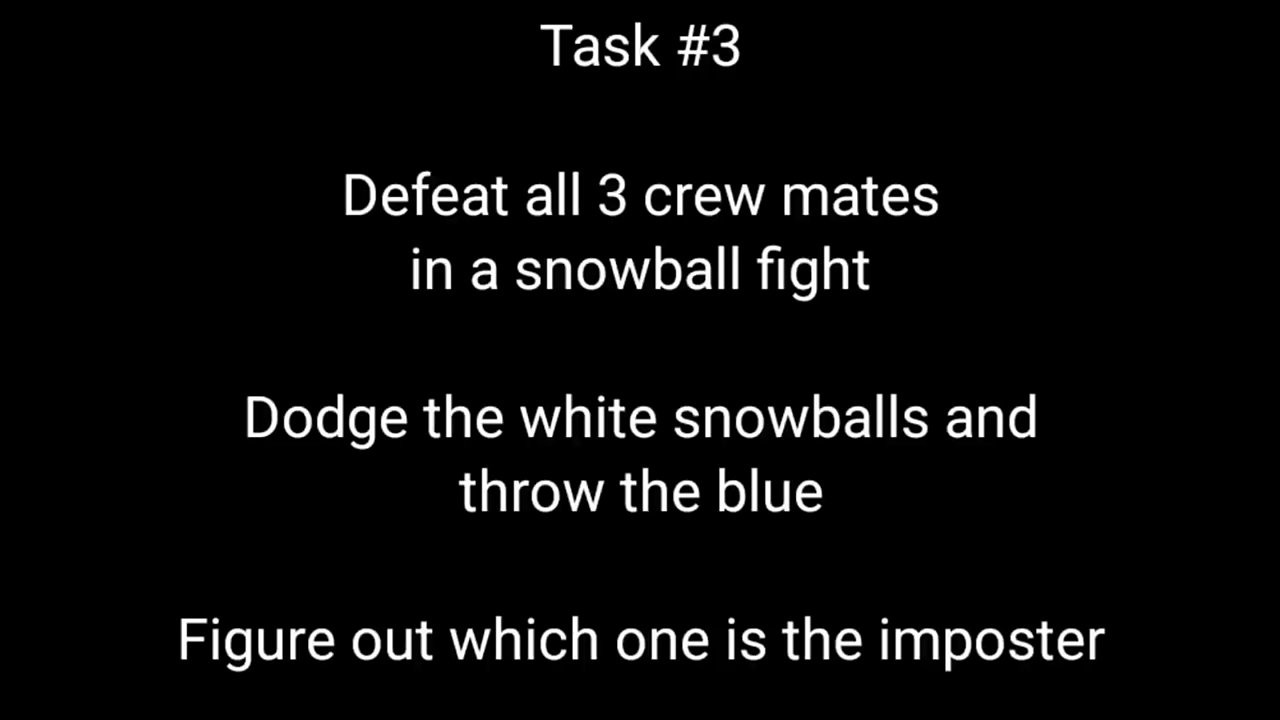 Task #3
Defeat all 3 crew mates
in a snowball fight
Dodge the white snowballs and
throw the blue
Figure out which one is the imposter